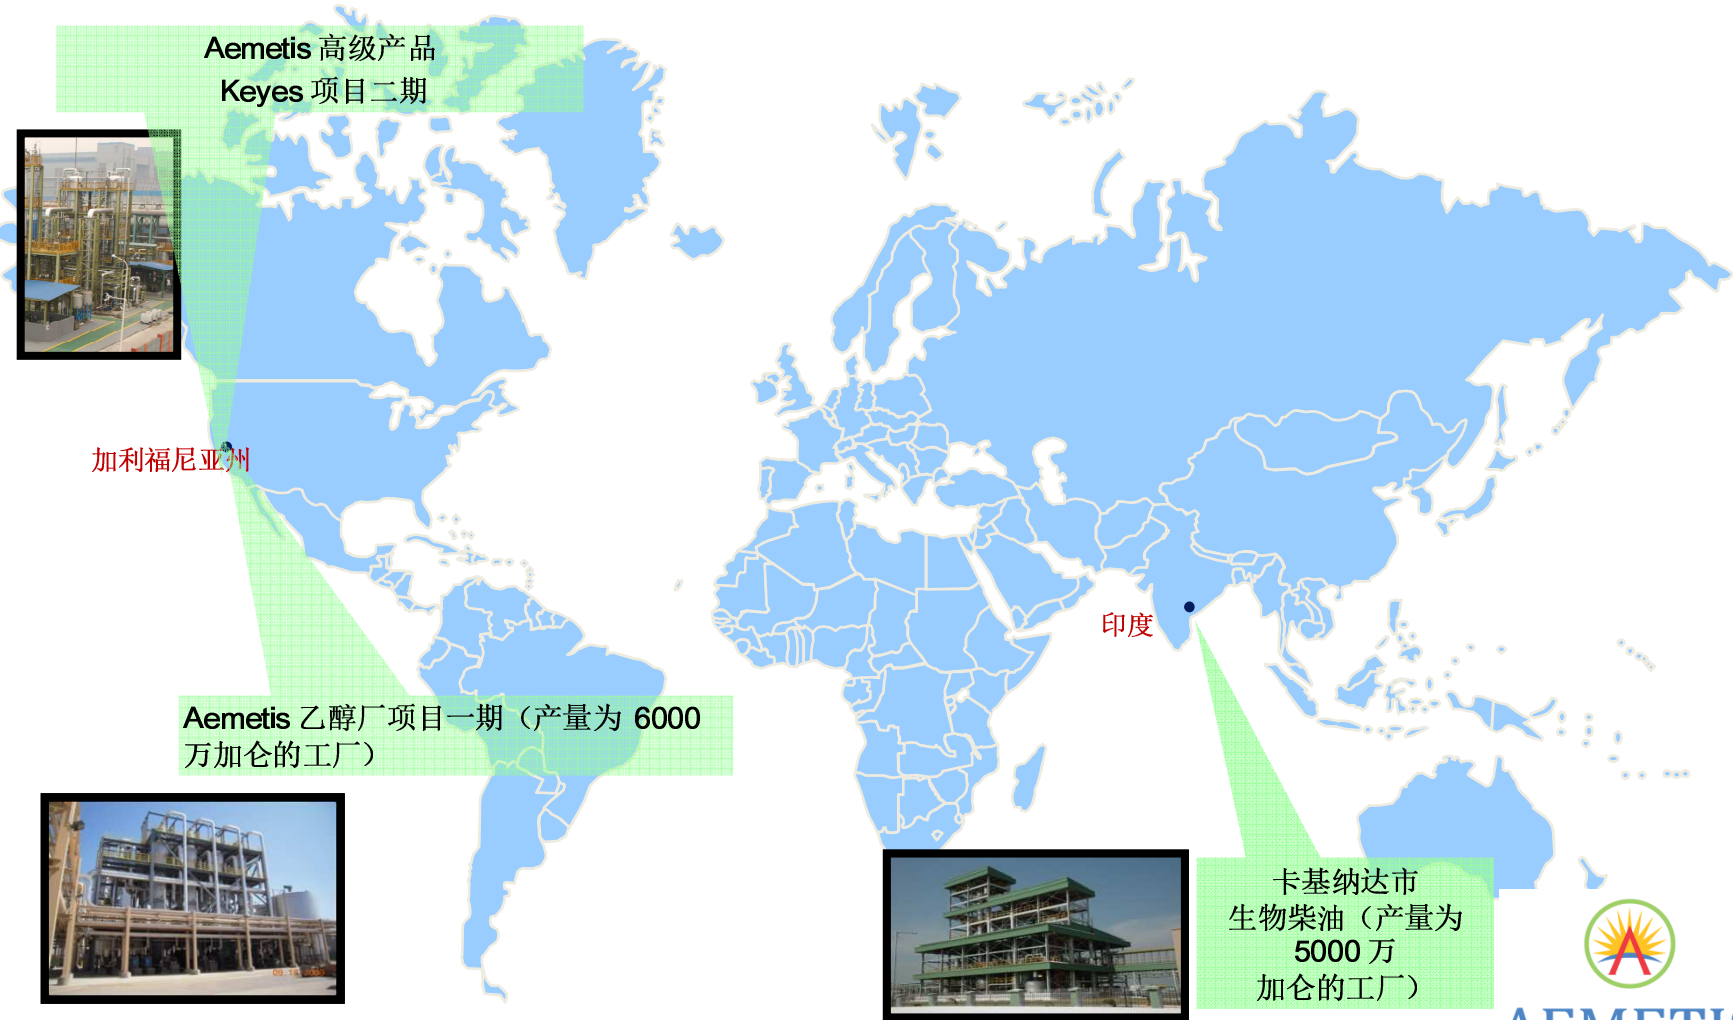 Aemetis 高级产品
Keyes 项目二期
加利福尼亚州
印度
Aemetis 乙醇厂项目一期（产量为 6000
万加仑的工厂）
卡基纳达市
生物柴油（产量为
5000 万
加仑的工厂）